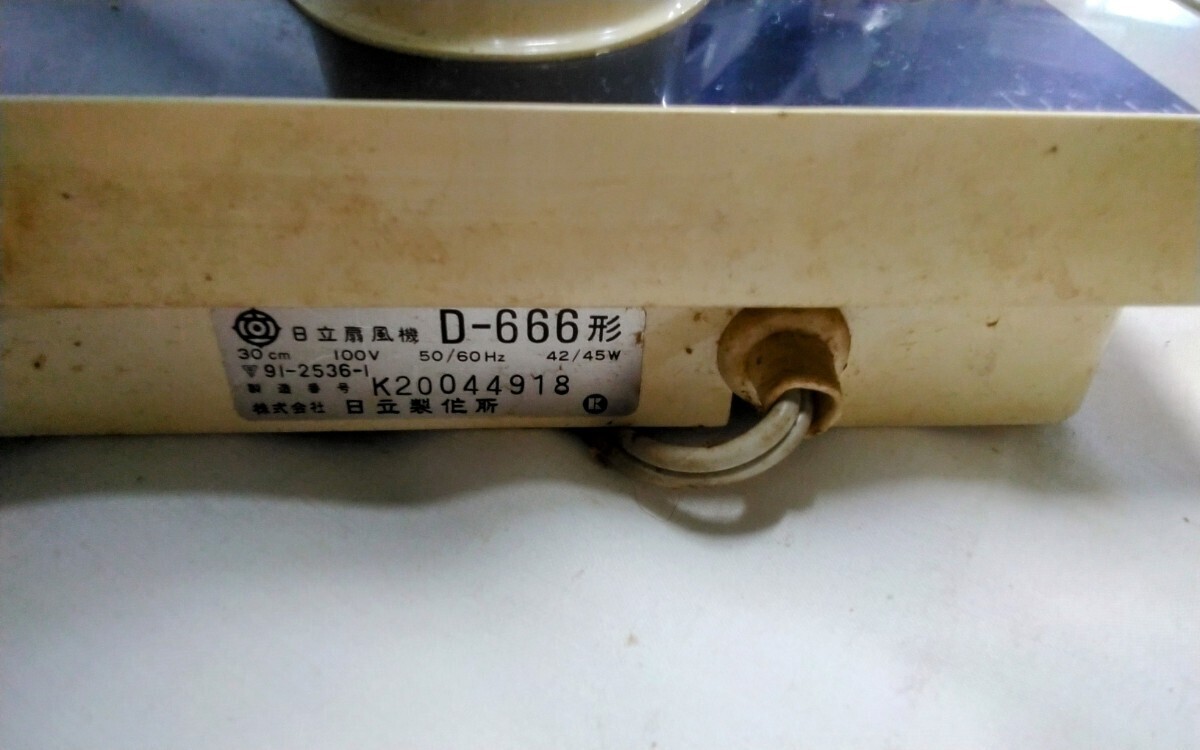 日立扇風機 D-666形
30cm 100V 50/60Hz 42/45W
▽91-2536-1
製造番号 K20044918
株式会社 日立製作所 K